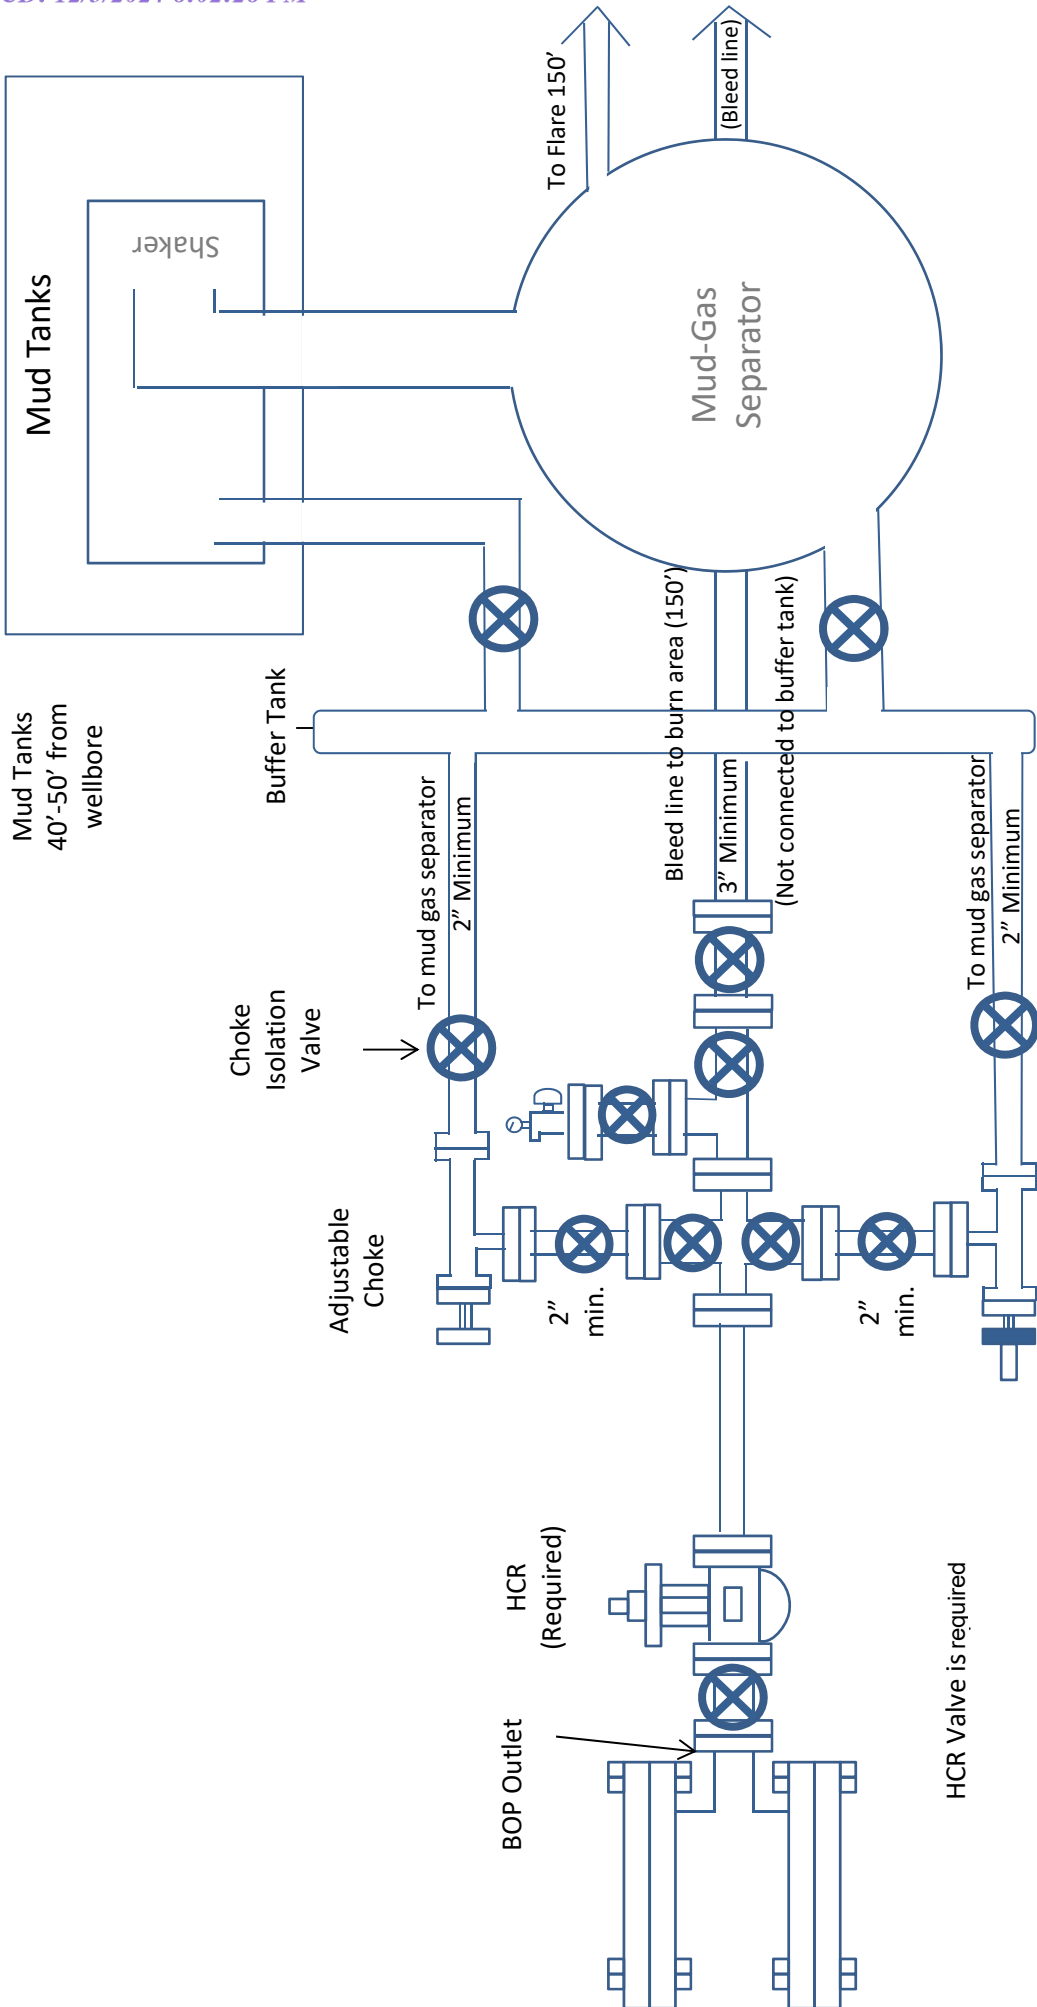 To Flare 150’
(Bleed line)
Mud Tanks
Shaker
Mud-Gas
Separator
Mud Tanks
40’-50’ from
wellbore
Buffer Tank
To mud gas separator
2” Minimum
Bleed line to burn area (150’)
3” Minimum
(Not connected to buffer tank)
To mud gas separator
2” Minimum
Choke
Isolation
Valve
Adjustable
Choke
2”
min.
2”
min.
HCR
(Required)
BOP Outlet
HCR Valve is required